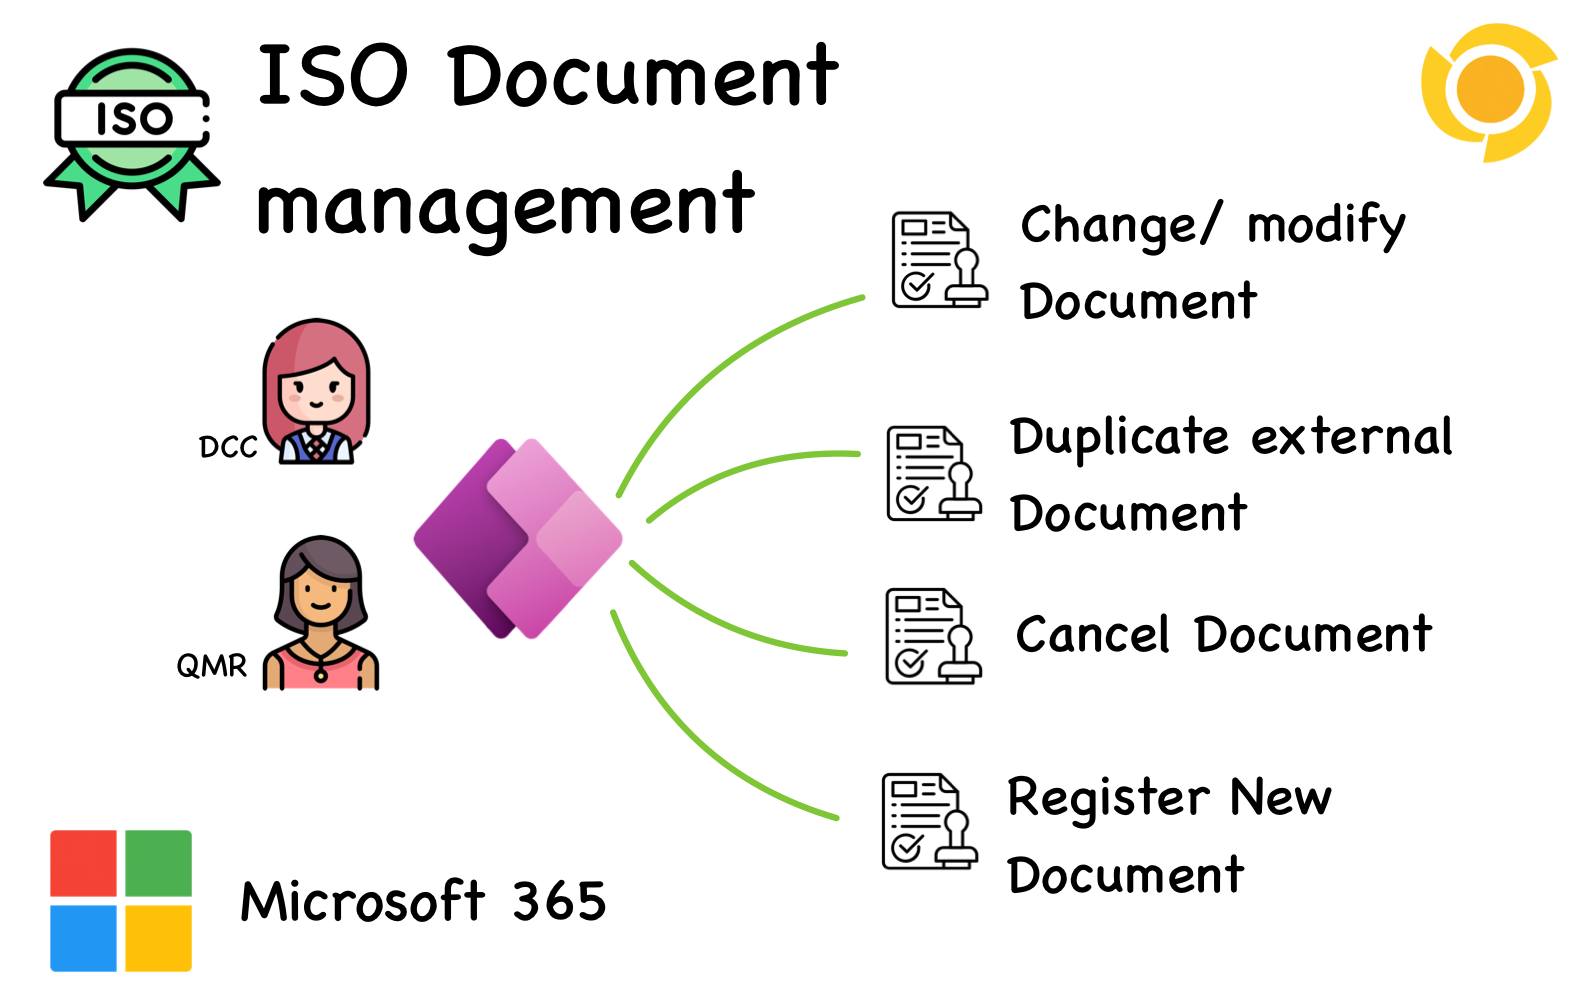 ISO
ISO Document
management
Change/ modify
Document
DCC
Duplicate external
Document
QMR
Cancel Document
Register New
Document
Microsoft 365